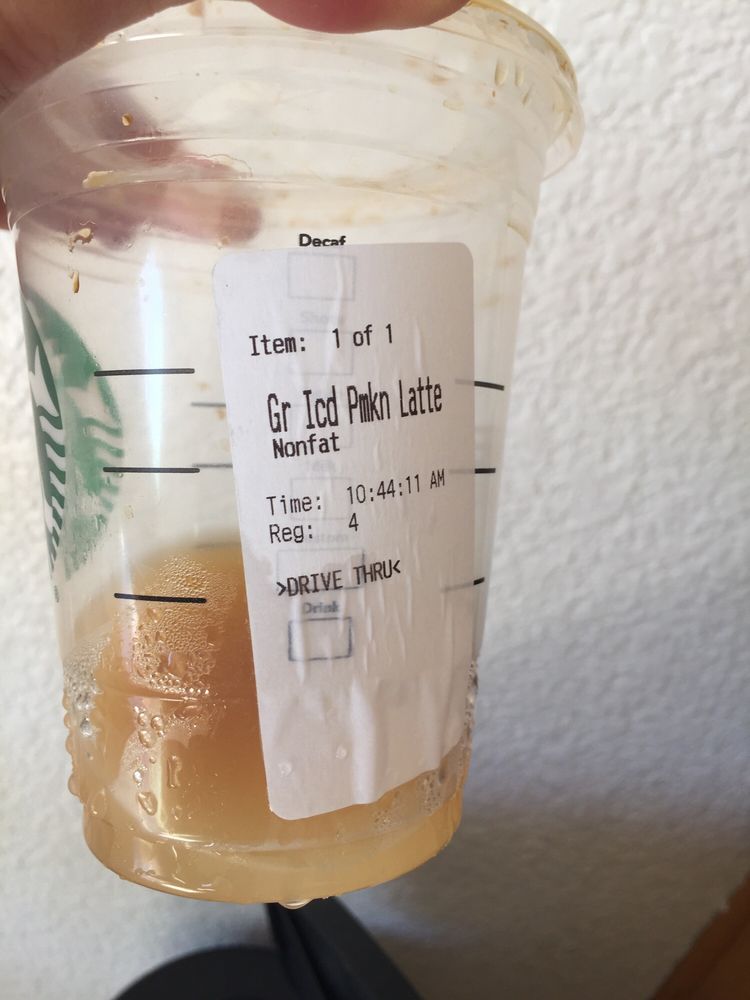 Decaf
Item: 1 of 1
Gr Icd Pmkn Latte
Nonfat
Time: 10:44:11 AM
Reg: 4
>DRIVE THRU<
Drink